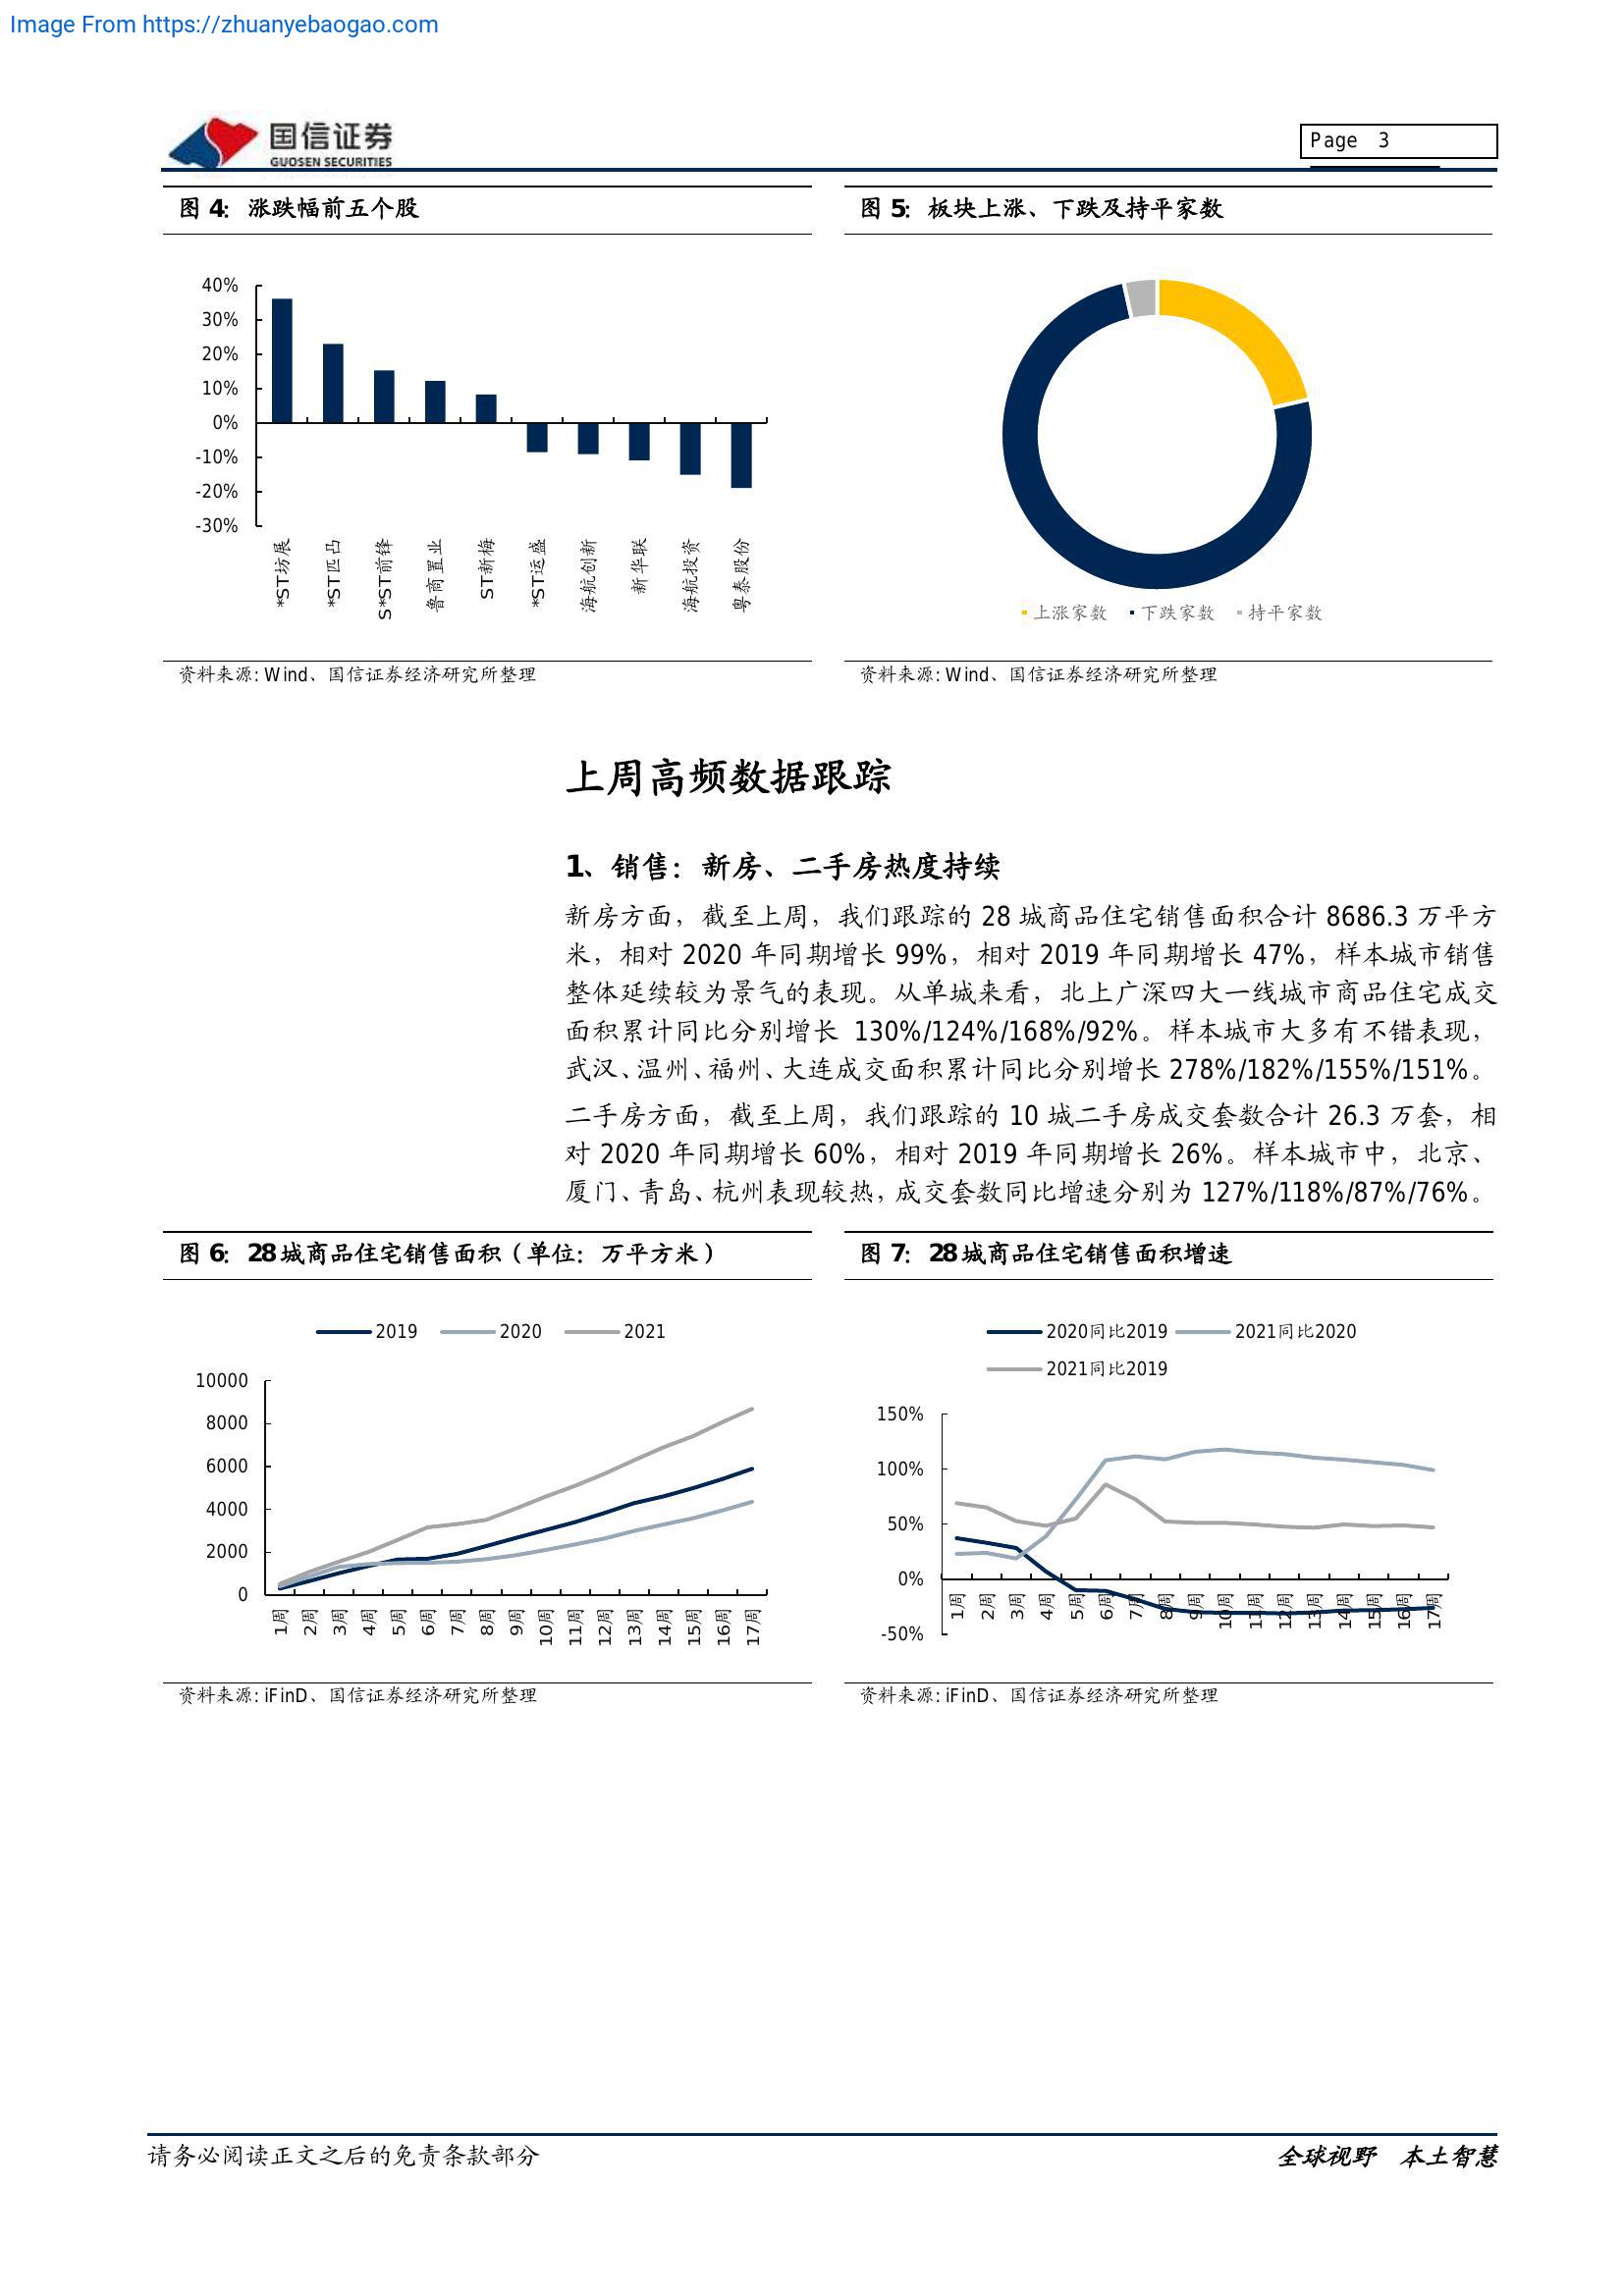 Image From https://zhuanyebaogao.com
国信证券
GUOSEN SECURITIES
Page 3
图 4：涨跌幅前五个股
40%
30%
20%
10%
0%
-10%
-20%
-30%
*ST坊展
*ST匹凸
S*ST前锋
鲁商置业
ST新梅
*ST运盛
海航创新
新华联
海航投资
粤泰股份
资料来源: Wind、国信证券经济研究所整理
图 5：板块上涨、下跌及持平家数
上涨家数 下跌家数 持平家数
资料来源: Wind、国信证券经济研究所整理
上周高频数据跟踪
1、销售：新房、二手房热度持续
新房方面，截至上周，我们跟踪的 28 城商品住宅销售面积合计 8686.3 万平方
米，相对 2020 年同期增长 99%，相对 2019 年同期增长 47%，样本城市销售
整体延续较为景气的表现。从单城来看，北上广深四大一线城市商品住宅成交
面积累计同比分别增长 130%/124%/168%/92%。样本城市大多有不错表现，
武汉、温州、福州、大连成交面积累计同比分别增长 278%/182%/155%/151%。
二手房方面，截至上周，我们跟踪的 10 城二手房成交套数合计 26.3 万套，相
对 2020 年同期增长 60%，相对 2019 年同期增长 26%。样本城市中，北京、
厦门、青岛、杭州表现较热，成交套数同比增速分别为 127%/118%/87%/76%。
图 6：28城商品住宅销售面积（单位：万平方米）
2019 2020 2021
10000
8000
6000
4000
2000
0
1周
2周
3周
4周
5周
6周
7周
8周
9周
10周
11周
12周
13周
14周
15周
16周
17周
资料来源: iFinD、国信证券经济研究所整理
图 7：28城商品住宅销售面积增速
2020同比2019 2021同比2020
2021同比2019
150%
100%
50%
0%
-50%
1周
2周
3周
4周
5周
6周
7周
8周
9周
10周
11周
12周
13周
14周
15周
16周
17周
资料来源: iFinD、国信证券经济研究所整理
请务必阅读正文之后的免责条款部分
全球视野 本土智慧